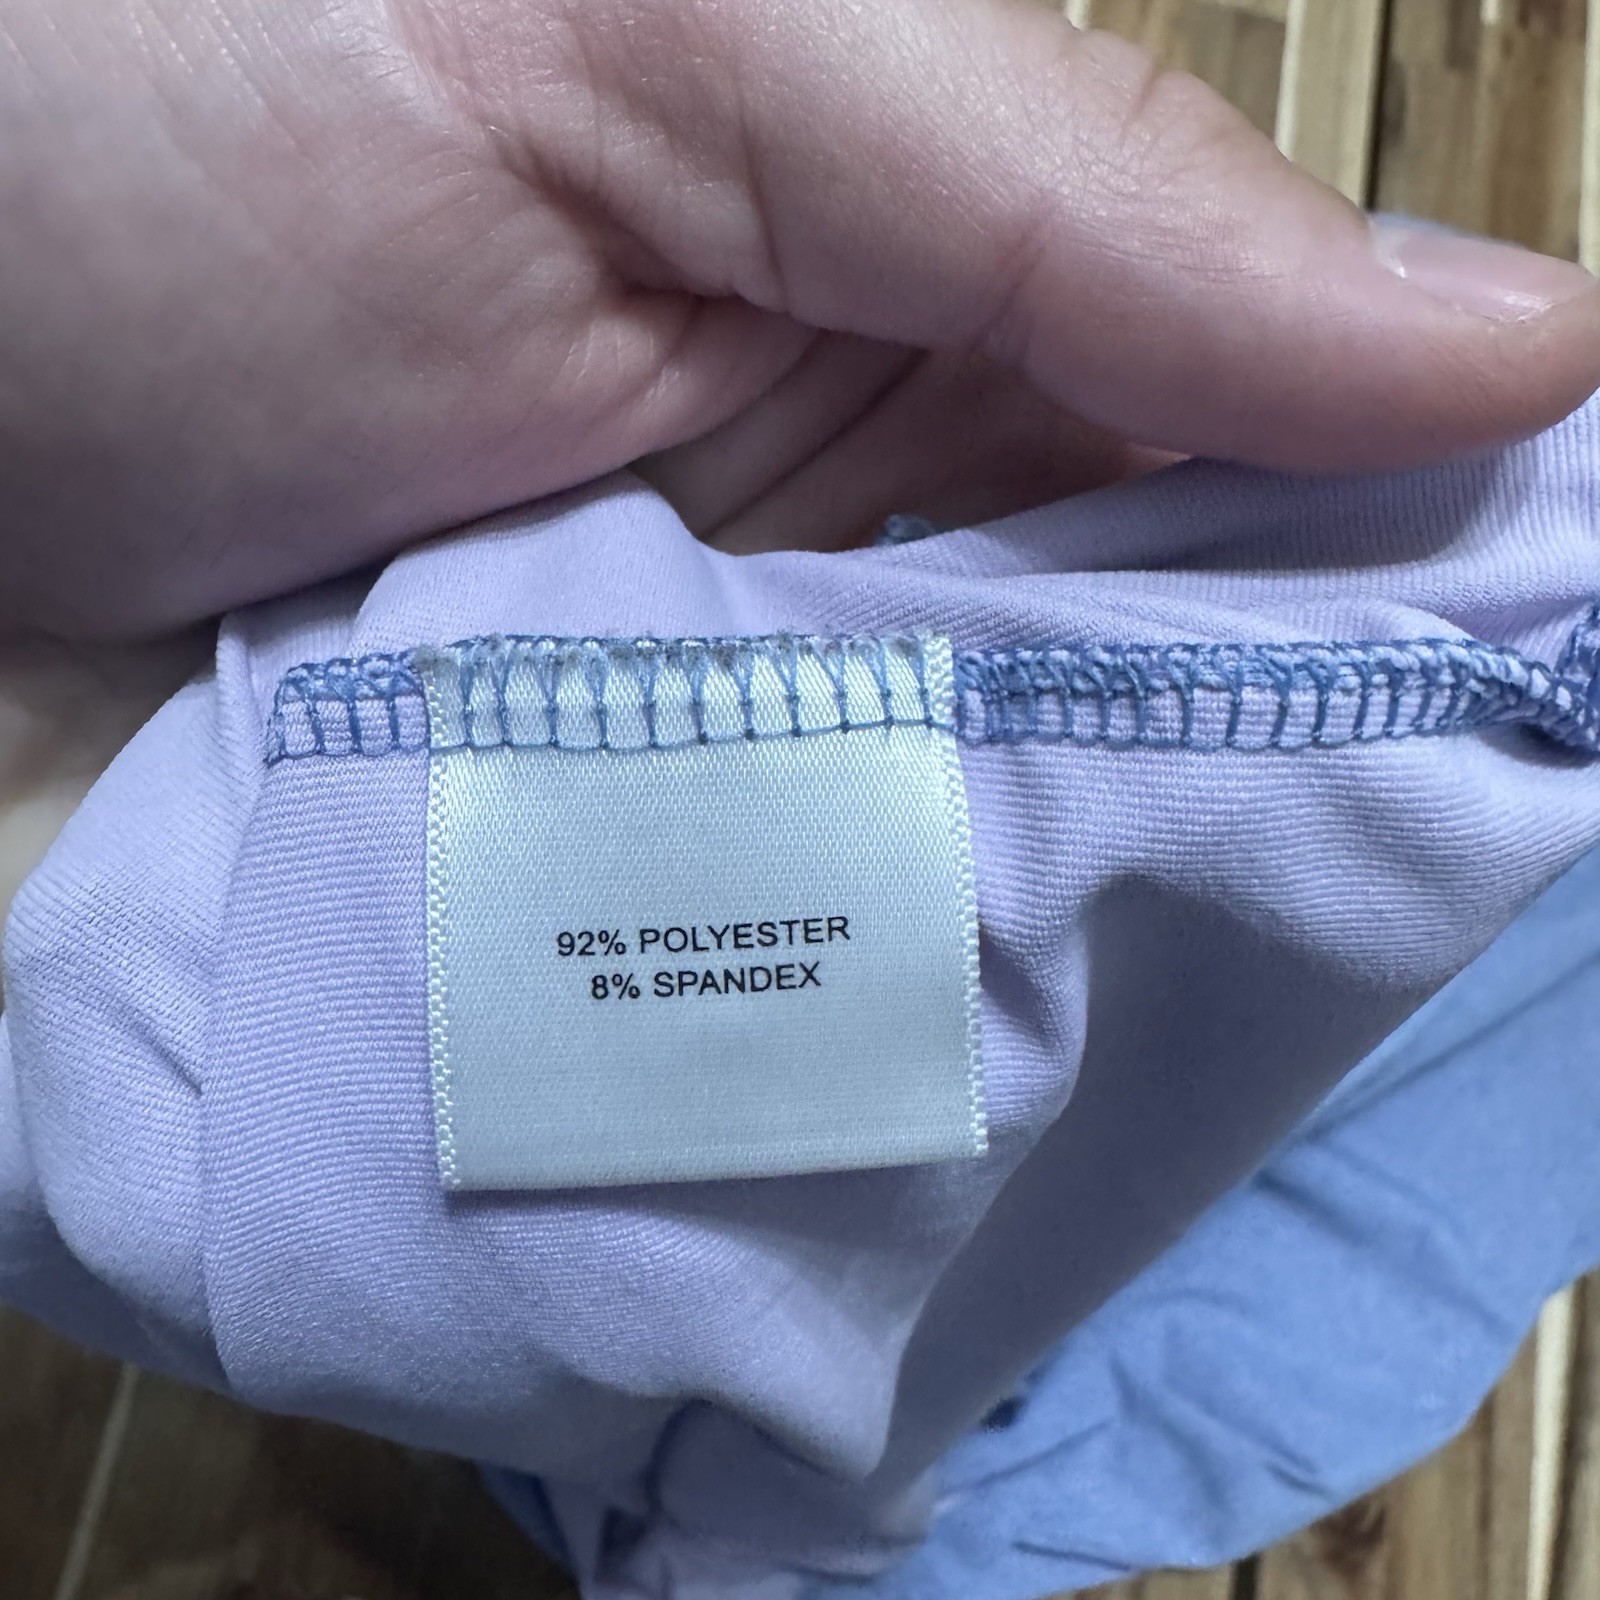 92% POLYESTER
8% SPANDEX